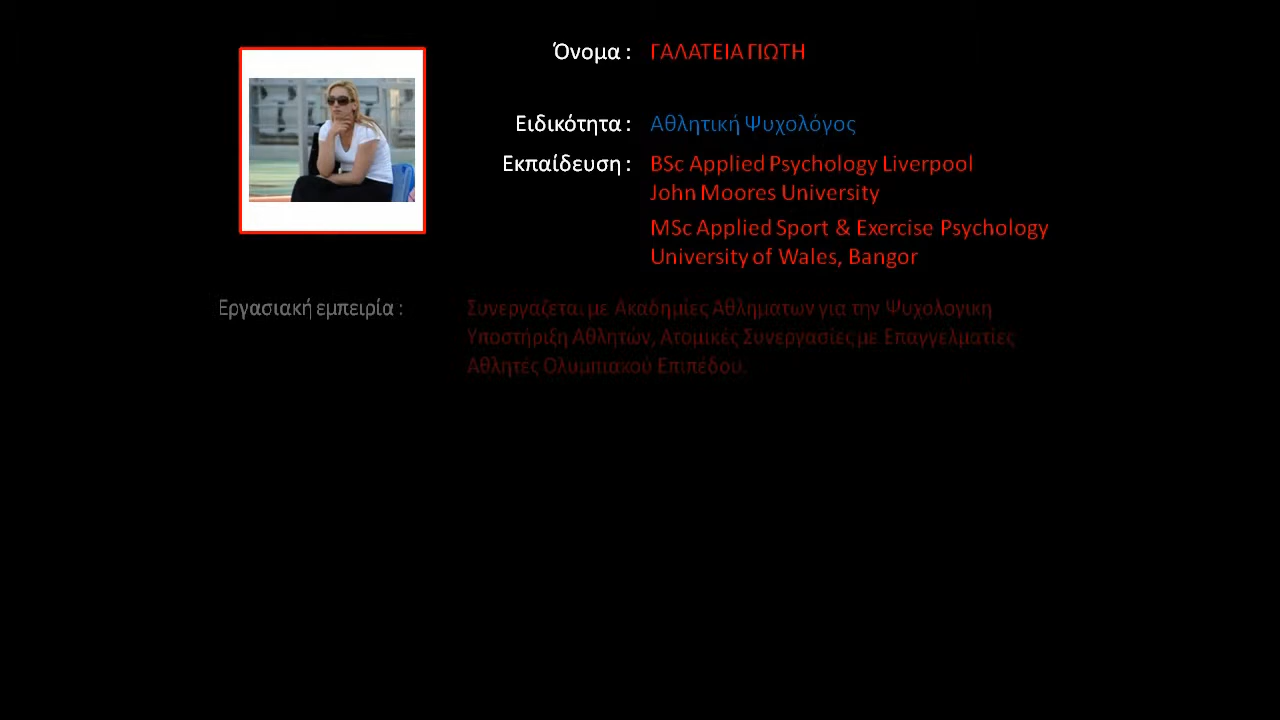 Όνομα : ΓΑΛΑΤΕΙΑ ΓΙΩΤΗ
Ειδικότητα : Αθλητική Ψυχολόγος
Εκπαίδευση : BSc Applied Psychology Liverpool
John Moores University
MSc Applied Sport & Exercise Psychology
University of Wales, Bangor
Εργασιακή εμπειρία : Συνεργάζεται με Ακαδημίες Αθλημάτων για την Ψυχολογικη
Υποστήριξη Αθλητών, Ατομικές Συνεργασίες με Επαγγελματίες
Αθλητές Ολυμπιακού Επιπέδου.